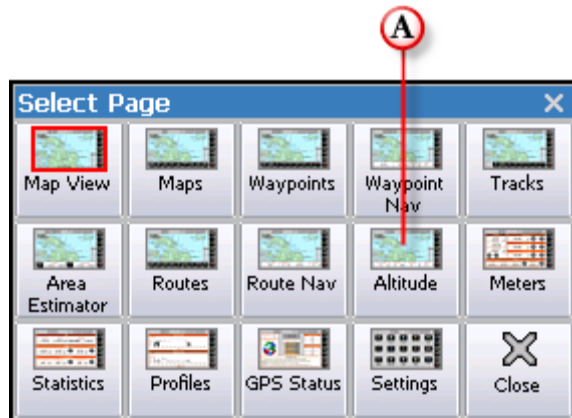 A
Select Page
Map View
Maps
Waypoints
Waypoint
Nav
Tracks
Area
Estimator
Routes
Route Nav
Altitude
Meters
Statistics
Profiles
GPS Status
Settings
Close